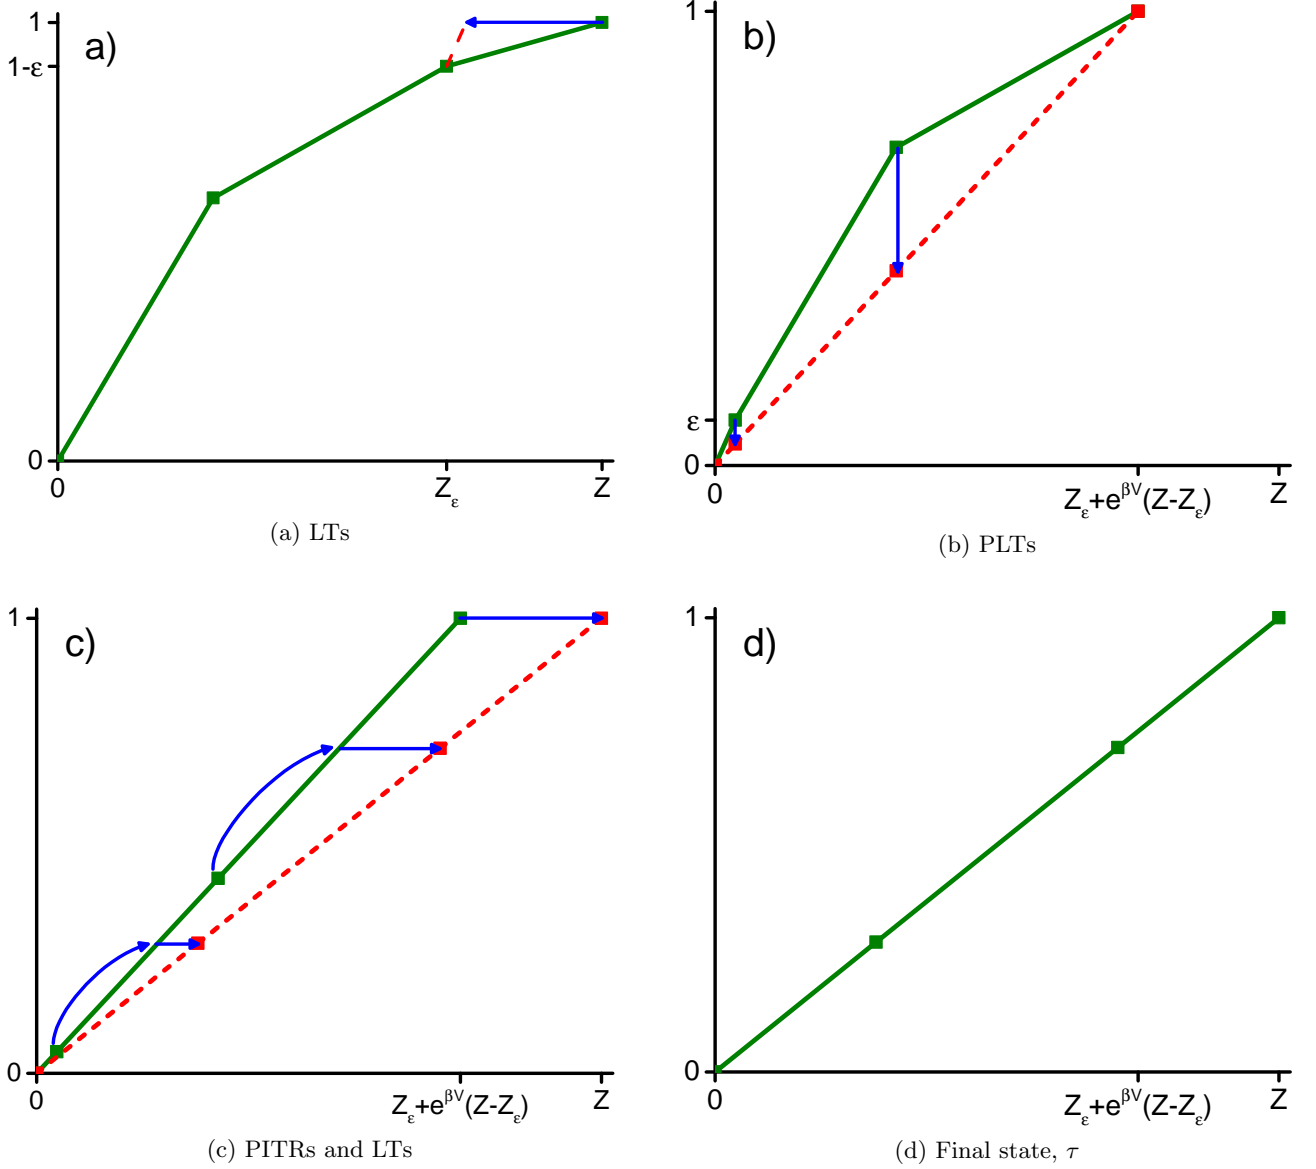 a)
1
1-ε
0
0
Z_ε
Z
(a) LTs
b)
1
ε
0
0
Z_ε+e^{βV}(Z-Z_ε)
Z
(b) PLTs
c)
1
0
0
Z_ε+e^{βV}(Z-Z_ε)
Z
(c) PITRs and LTs
d)
1
0
0
Z_ε+e^{βV}(Z-Z_ε)
Z
(d) Final state, τ